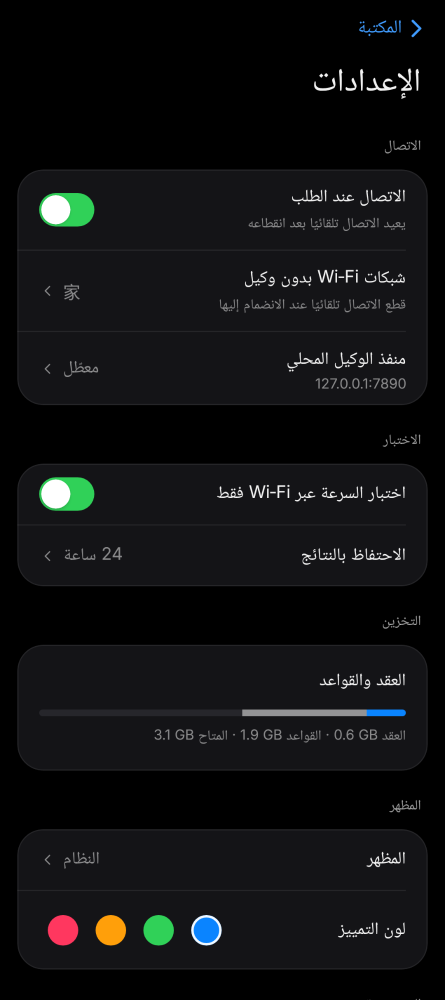 المكتبة
الإعدادات
الاتصال
الاتصال عند الطلب
يعيد الاتصال تلقائيًا بعد انقطاعه
شبكات Wi-Fi بدون وكيل
قطع الاتصال تلقائيًا عند الانضمام إليها
家
منفذ الوكيل المحلي
127.0.0.1:7890
معطّل
الاختبار
اختبار السرعة عبر Wi-Fi فقط
الاحتفاظ بالنتائج
24 ساعة
التخزين
العقد والقواعد
العقد 0.6 GB · القواعد 1.9 GB · المتاح 3.1 GB
المظهر
المظهر
النظام
لون التمييز